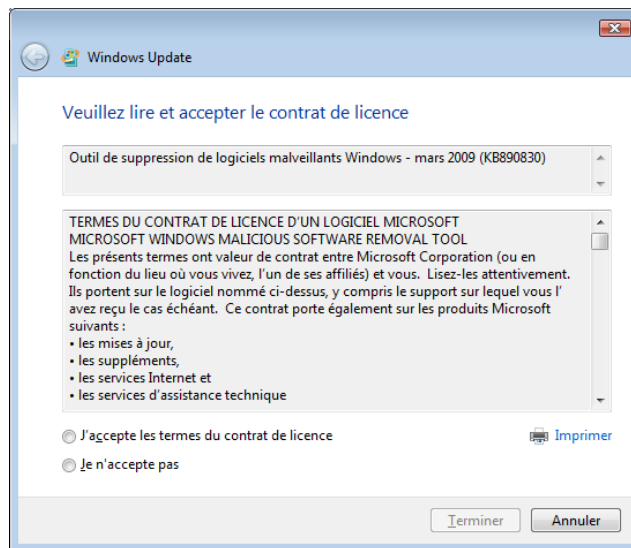 Windows Update
Veuillez lire et accepter le contrat de licence
Outil de suppression de logiciels malveillants Windows - mars 2009 (KB890830)
TERMES DU CONTRAT DE LICENCE D'UN LOGICIEL MICROSOFT
MICROSOFT WINDOWS MALICIOUS SOFTWARE REMOVAL TOOL
Les présents termes ont valeur de contrat entre Microsoft Corporation (ou en
fonction du lieu où vous vivez, l'un de ses affiliés) et vous.  Lisez-les attentivement.
Ils portent sur le logiciel nommé ci-dessus, y compris le support sur lequel vous l'
avez reçu le cas échéant.  Ce contrat porte également sur les produits Microsoft
suivants :
• les mises à jour,
• les suppléments,
• les services Internet et
• les services d'assistance technique
J'accepte les termes du contrat de licence
Imprimer
Je n'accepte pas
Terminer
Annuler